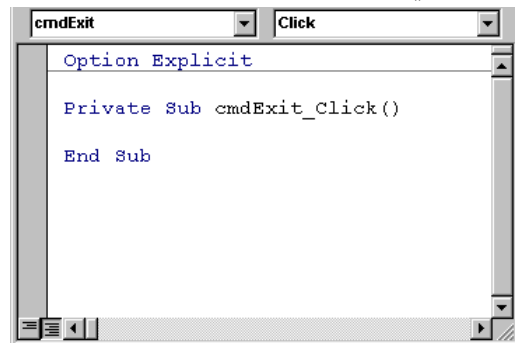 cmdExit Click
Option Explicit
Private Sub cmdExit_Click()
End Sub